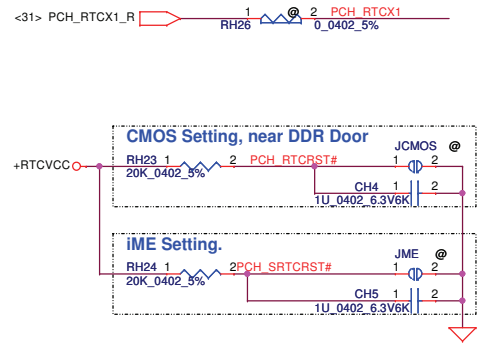 <31> PCH_RTCX1_R 1 @ 2 PCH_RTCX1
RH26 0_0402_5%
CMOS Setting, near DDR Door
JCMOS @
+RTCVCC RH23 1 2 PCH_RTCRST# 1 2
20K_0402_5%
CH4 1 2
1U_0402_6.3V6K
iME Setting.
JME @
RH24 1 2 PCH_SRTCRST# 1 2
20K_0402_5%
CH5 1 2
1U_0402_6.3V6K